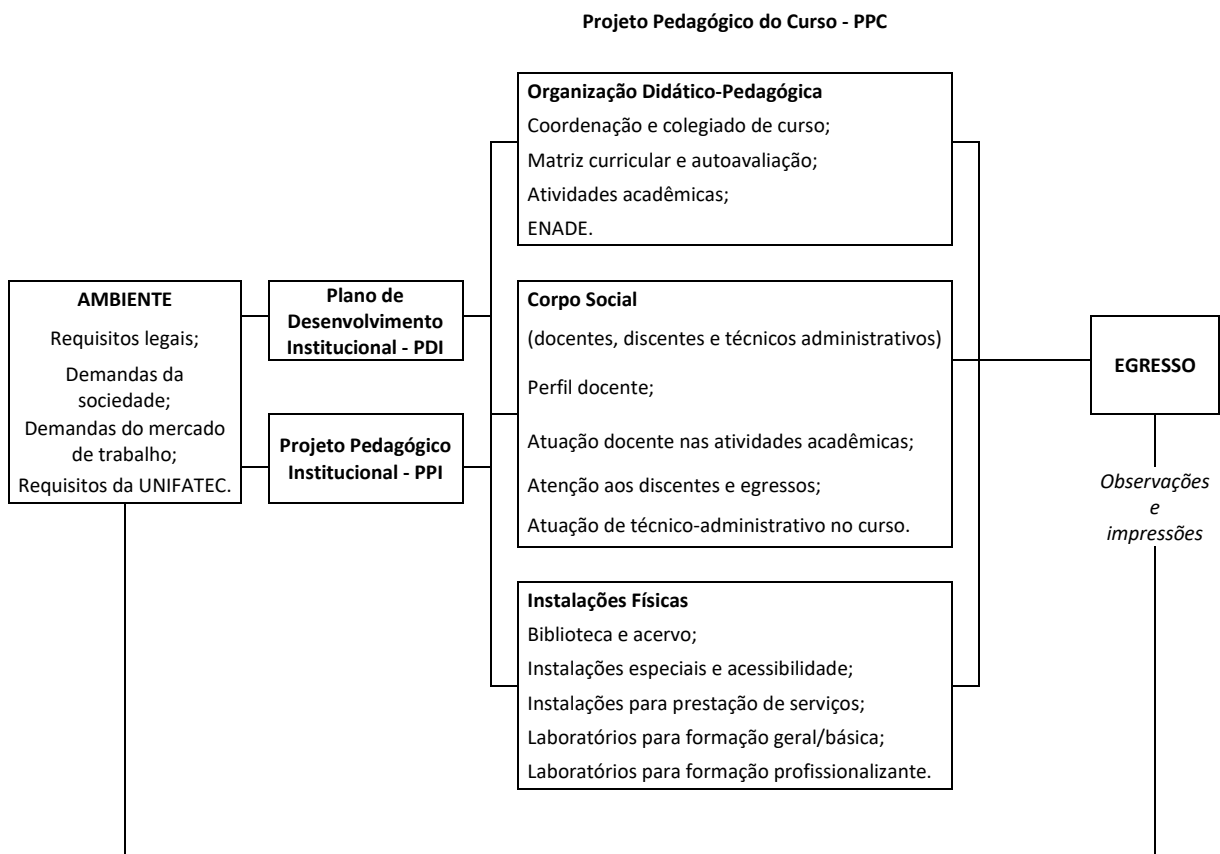 Projeto Pedagógico do Curso - PPC
Organização Didático-Pedagógica
Coordenação e colegiado de curso;
Matriz curricular e autoavaliação;
Atividades acadêmicas;
ENADE.
AMBIENTE
Requisitos legais;
Demandas da
sociedade;
Demandas do mercado
de trabalho;
Requisitos da UNIFATEC.
Plano de
Desenvolvimento
Institucional - PDI
Projeto Pedagógico
Institucional - PPI
Corpo Social
(docentes, discentes e técnicos administrativos)
Perfil docente;
Atuação docente nas atividades acadêmicas;
Atenção aos discentes e egressos;
Atuação de técnico-administrativo no curso.
Instalações Físicas
Biblioteca e acervo;
Instalações especiais e acessibilidade;
Instalações para prestação de serviços;
Laboratórios para formação geral/básica;
Laboratórios para formação profissionalizante.
EGRESSO
Observações
e
impressões